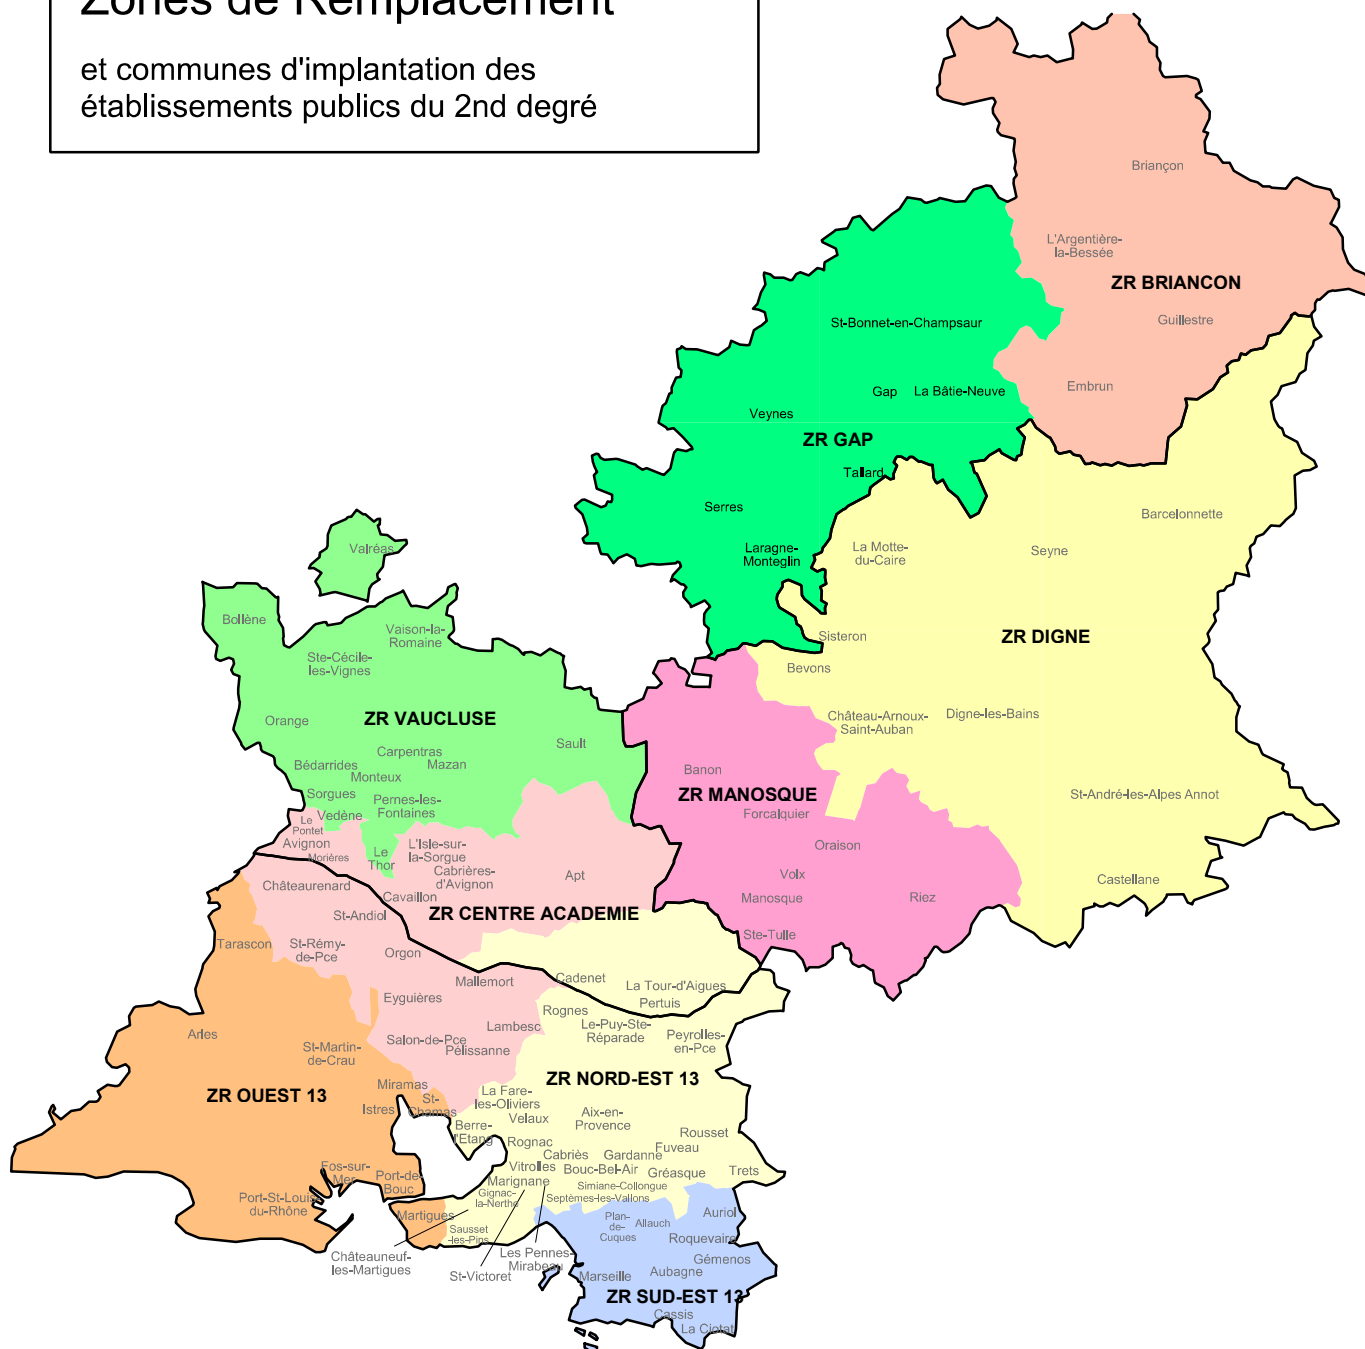 Zones de Remplacement
et communes d'implantation des
établissements publics du 2nd degré
Briançon
L'Argentière-
la-Bessée
ZR BRIANCON
Guillestre
Embrun
St-Bonnet-en-Champsaur
Gap
La Bâtie-Neuve
Veynes
ZR GAP
Tallard
Serres
Laragne-
Monteglin
Barcelonnette
Seyne
La Motte-
du-Caire
Sisteron
ZR DIGNE
Bevons
Château-Arnoux-
Saint-Auban
Digne-les-Bains
St-André-les-Alpes Annot
Castellane
Valréas
Bollène
Vaison-la-
Romaine
Ste-Cécile-
les-Vignes
Orange
ZR VAUCLUSE
Sault
Carpentras
Bédarrides
Mazan
Monteux
Sorgues
Pernes-les-
Fontaines
Vedène
Le
Thor
Le
Pontet
Avignon
Morières
L'Isle-sur-
la-Sorgue
Cabrières-
d'Avignon
Apt
Cavaillon
ZR CENTRE ACADEMIE
Châteaurenard
St-Andiol
St-Rémy-
de-Pce
Orgon
Mallemort
Eyguières
Lambesc
Salon-de-Pce
Pélissanne
Banon
ZR MANOSQUE
Forcalquier
Oraison
Volx
Manosque
Riez
Ste-Tulle
Tarascon
Arles
St-Martin-
de-Crau
ZR OUEST 13
Miramas
St-
Chamas
Istres
Fos-sur-
Mer
Port-de-
Bouc
Port-St-Louis-
du-Rhône
Martigues
Cadenet
La Tour-d'Aigues
Pertuis
Rognes
Le-Puy-Ste-
Réparade
Peyrolles-
en-Pce
ZR NORD-EST 13
La Fare-
les-Oliviers
Velaux
Aix-en-
Provence
Berre-
l'Etang
Rognac
Rousset
Fuveau
Cabriès
Gardanne
Vitrolles
Bouc-Bel-Air
Gréasque
Trets
Marignane
Simiane-Collongue
Gignac-
la-Nerthe
Septèmes-les-Vallons
Sausset
-les-Pins
Châteauneuf-
les-Martigues
St-Victoret
Les Pennes-
Mirabeau
Plan-
de-
Cuques
Allauch
Auriol
Roquevaire
Gémenos
Aubagne
Marseille
ZR SUD-EST 13
Cassis
La Ciotat